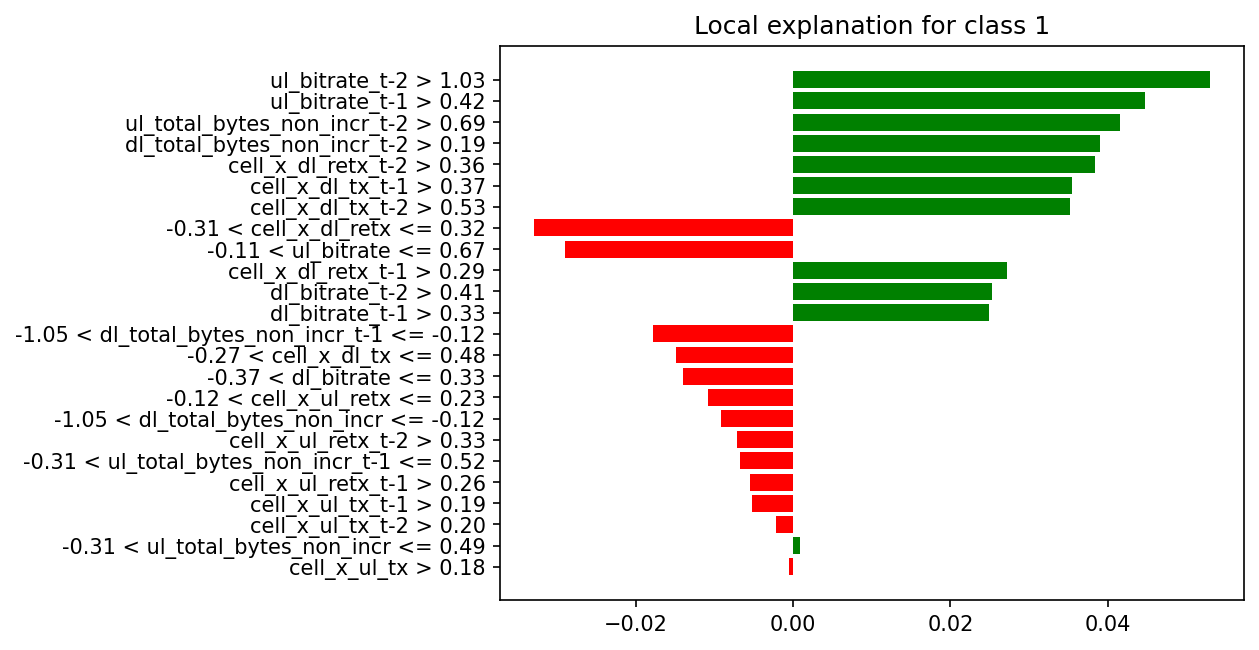 Local explanation for class 1
ul_bitrate_t-2 > 1.03
ul_bitrate_t-1 > 0.42
ul_total_bytes_non_incr_t-2 > 0.69
dl_total_bytes_non_incr_t-2 > 0.19
cell_x_dl_retx_t-2 > 0.36
cell_x_dl_tx_t-1 > 0.37
cell_x_dl_tx_t-2 > 0.53
-0.31 < cell_x_dl_retx <= 0.32
-0.11 < ul_bitrate <= 0.67
cell_x_dl_retx_t-1 > 0.29
dl_bitrate_t-2 > 0.41
dl_bitrate_t-1 > 0.33
-1.05 < dl_total_bytes_non_incr_t-1 <= -0.12
-0.27 < cell_x_dl_tx <= 0.48
-0.37 < dl_bitrate <= 0.33
-0.12 < cell_x_ul_retx <= 0.23
-1.05 < dl_total_bytes_non_incr <= -0.12
cell_x_ul_retx_t-2 > 0.33
-0.31 < ul_total_bytes_non_incr_t-1 <= 0.52
cell_x_ul_retx_t-1 > 0.26
cell_x_ul_tx_t-1 > 0.19
cell_x_ul_tx_t-2 > 0.20
-0.31 < ul_total_bytes_non_incr <= 0.49
cell_x_ul_tx > 0.18
−0.02 0.00 0.02 0.04